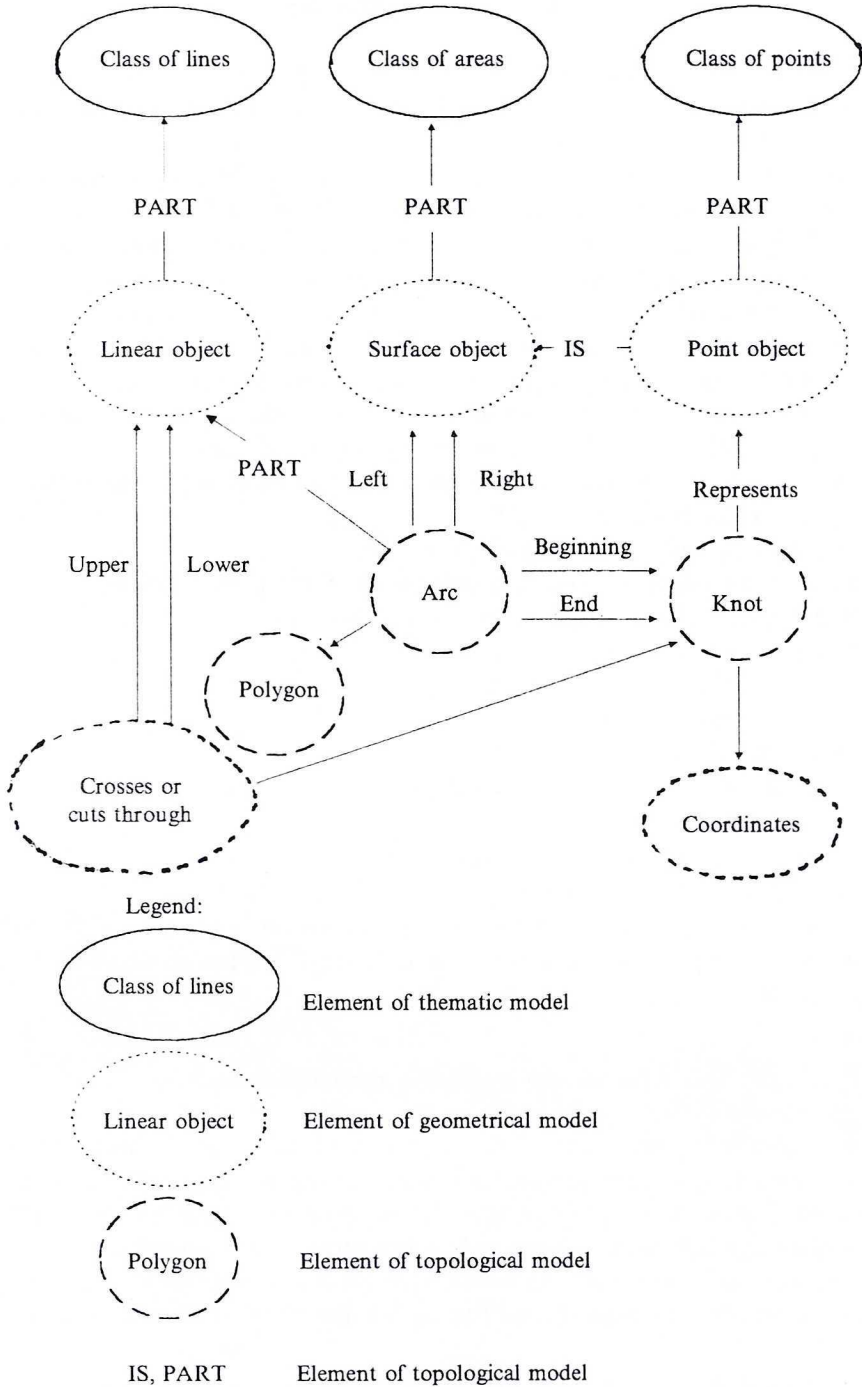 Class of lines
Class of areas
Class of points
PART
PART
PART
Linear object
Surface object
IS
Point object
PART
Left
Right
Represents
Upper
Lower
Beginning
Arc
End
Knot
Polygon
Crosses or
cuts through
Coordinates
Legend:
Class of lines
Element of thematic model
Linear object
Element of geometrical model
Polygon
Element of topological model
IS, PART
Element of topological model